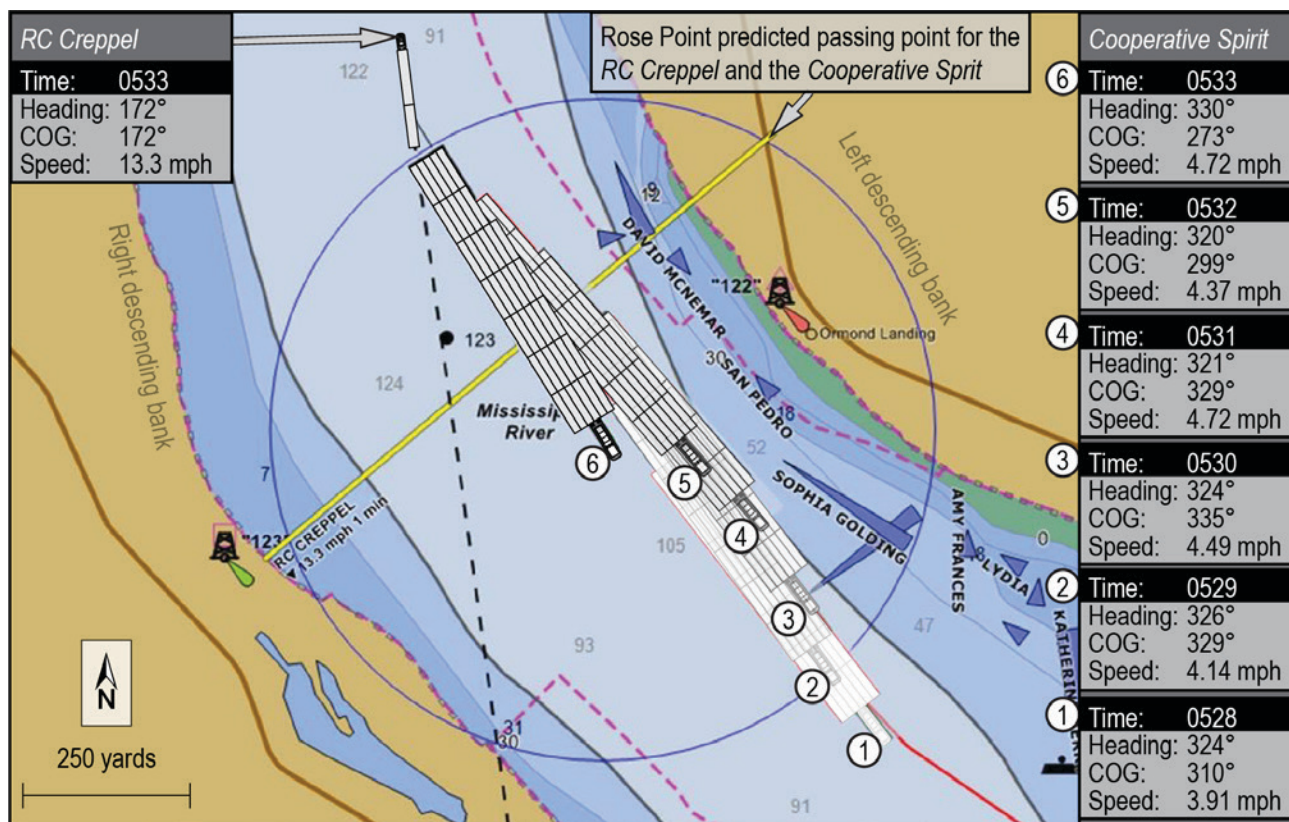 RC Creppel
Time: 0533
Heading: 172°
COG: 172°
Speed: 13.3 mph
Rose Point predicted passing point for the
RC Creppel and the Cooperative Sprit
Cooperative Spirit
6
Time: 0533
Heading: 330°
COG: 273°
Speed: 4.72 mph
5
Time: 0532
Heading: 320°
COG: 299°
Speed: 4.37 mph
4
Time: 0531
Heading: 321°
COG: 329°
Speed: 4.72 mph
3
Time: 0530
Heading: 324°
COG: 335°
Speed: 4.49 mph
2
Time: 0529
Heading: 326°
COG: 329°
Speed: 4.14 mph
1
Time: 0528
Heading: 324°
COG: 310°
Speed: 3.91 mph
91
122
Right descending bank
Left descending bank
12
DAVID MCNEMAR
"122"
Ormond Landing
123
124
30
SAN PEDRO
18
Mississip
River
52
6
5
4
3
2
1
7
"123"
RC CREPPEL
13.3 mph 1 min
105
SOPHIA GOLDING
AMY FRANCES
LYDIA
0
47
93
31
30
91
N
250 yards